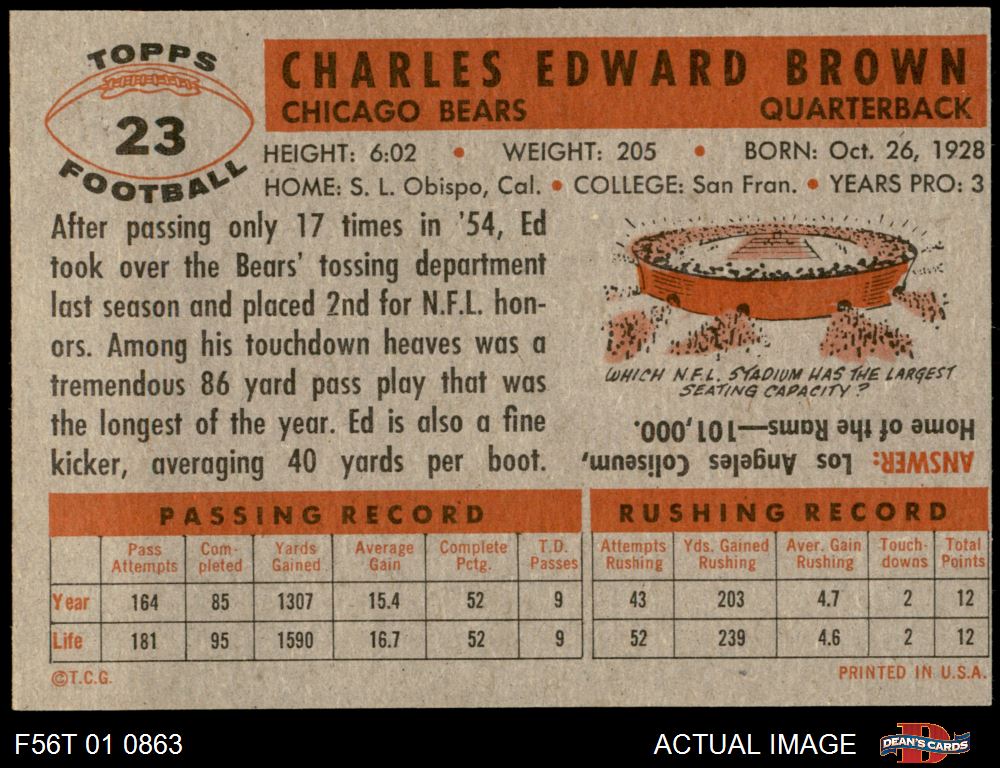 TOPPS
23
FOOTBALL
CHARLES EDWARD BROWN
CHICAGO BEARS QUARTERBACK
HEIGHT: 6:02 • WEIGHT: 205 • BORN: Oct. 26, 1928
HOME: S. L. Obispo, Cal. • COLLEGE: San Fran. • YEARS PRO: 3
After passing only 17 times in '54, Ed
took over the Bears' tossing department
last season and placed 2nd for N.F.L. hon-
ors. Among his touchdown heaves was a
tremendous 86 yard pass play that was
the longest of the year. Ed is also a fine
kicker, averaging 40 yards per boot.
WHICH N.F.L. STADIUM HAS THE LARGEST
SEATING CAPACITY?
ANSWER: Los Angeles Coliseum,
Home of the Rams—101,000.
PASSING RECORD
Pass Com- Yards Average Complete T.D.
Attempts pleted Gained Gain Pctg. Passes
Year 164 85 1307 15.4 52 9
Life 181 95 1590 16.7 52 9
RUSHING RECORD
Attempts Yds. Gained Aver. Gain Touch- Total
Rushing Rushing Rushing downs Points
43 203 4.7 2 12
52 239 4.6 2 12
©T.C.G. PRINTED IN U.S.A.
F56T 01 0863 ACTUAL IMAGE DEAN'S CARDS